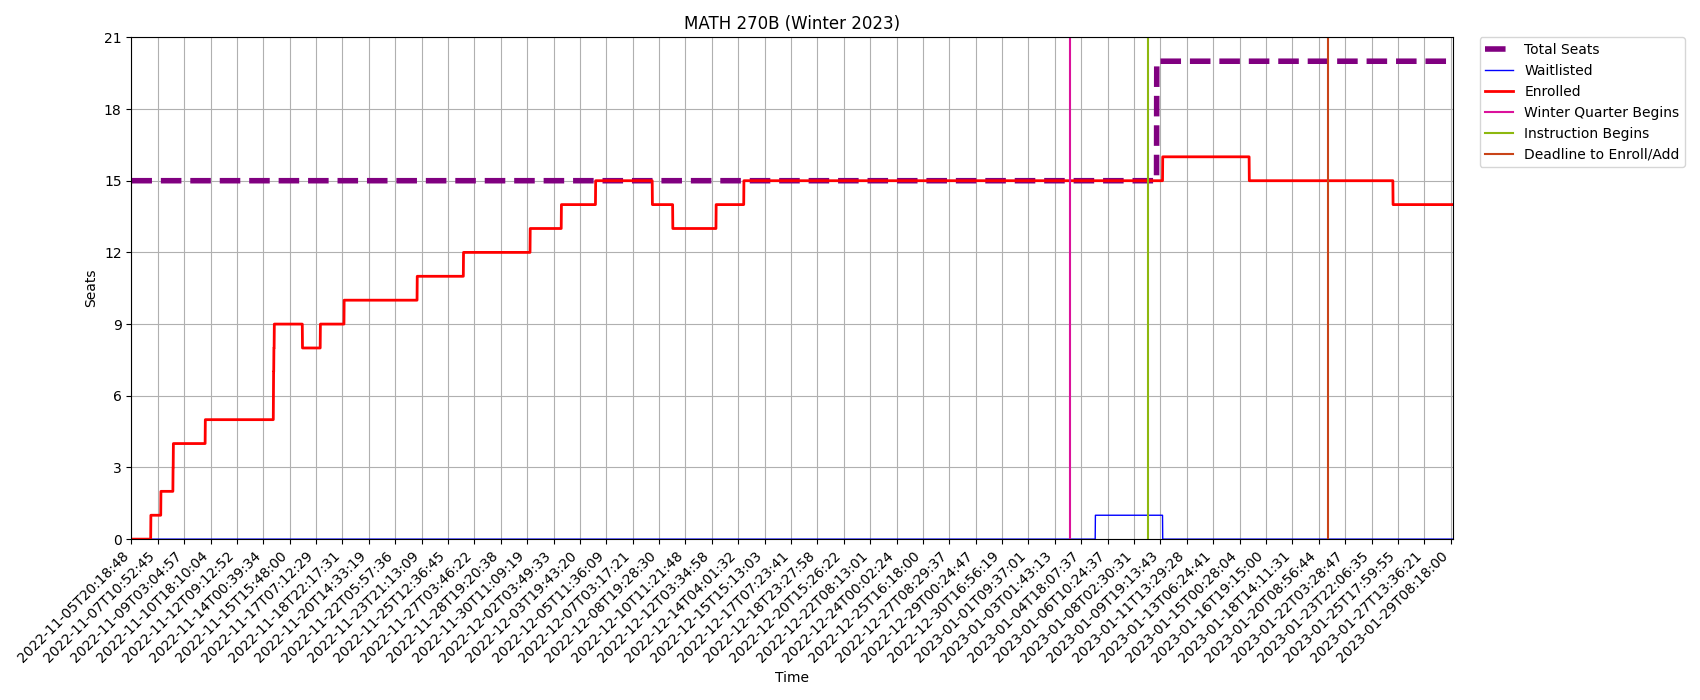 MATH 270B (Winter 2023)
21
18
15
12
9
6
3
0
Seats
2022-11-05T20:18:48
2022-11-07T10:52:45
2022-11-09T03:04:57
2022-11-10T18:10:04
2022-11-12T09:12:52
2022-11-14T00:39:34
2022-11-15T15:48:00
2022-11-17T07:12:29
2022-11-18T22:17:31
2022-11-20T14:33:19
2022-11-22T05:57:36
2022-11-23T21:13:09
2022-11-25T12:36:45
2022-11-27T03:46:22
2022-11-28T19:20:38
2022-11-30T11:09:19
2022-12-02T03:49:33
2022-12-03T19:43:20
2022-12-05T11:36:09
2022-12-07T03:17:21
2022-12-08T19:28:30
2022-12-10T11:21:48
2022-12-12T03:34:58
2022-12-14T04:01:32
2022-12-15T15:13:03
2022-12-17T07:23:41
2022-12-18T23:27:58
2022-12-20T15:26:22
2022-12-22T08:13:01
2022-12-24T00:02:24
2022-12-25T16:18:00
2022-12-27T08:29:37
2022-12-29T00:24:47
2022-12-30T16:56:19
2023-01-01T09:37:01
2023-01-03T01:43:13
2023-01-04T18:07:37
2023-01-06T10:24:37
2023-01-08T02:30:31
2023-01-09T19:13:43
2023-01-11T13:29:28
2023-01-13T06:24:41
2023-01-15T00:28:04
2023-01-16T19:15:00
2023-01-18T14:11:31
2023-01-20T08:56:44
2023-01-22T03:28:47
2023-01-23T22:06:35
2023-01-25T17:59:55
2023-01-27T13:36:21
2023-01-29T08:18:00
Time
Total Seats
Waitlisted
Enrolled
Winter Quarter Begins
Instruction Begins
Deadline to Enroll/Add